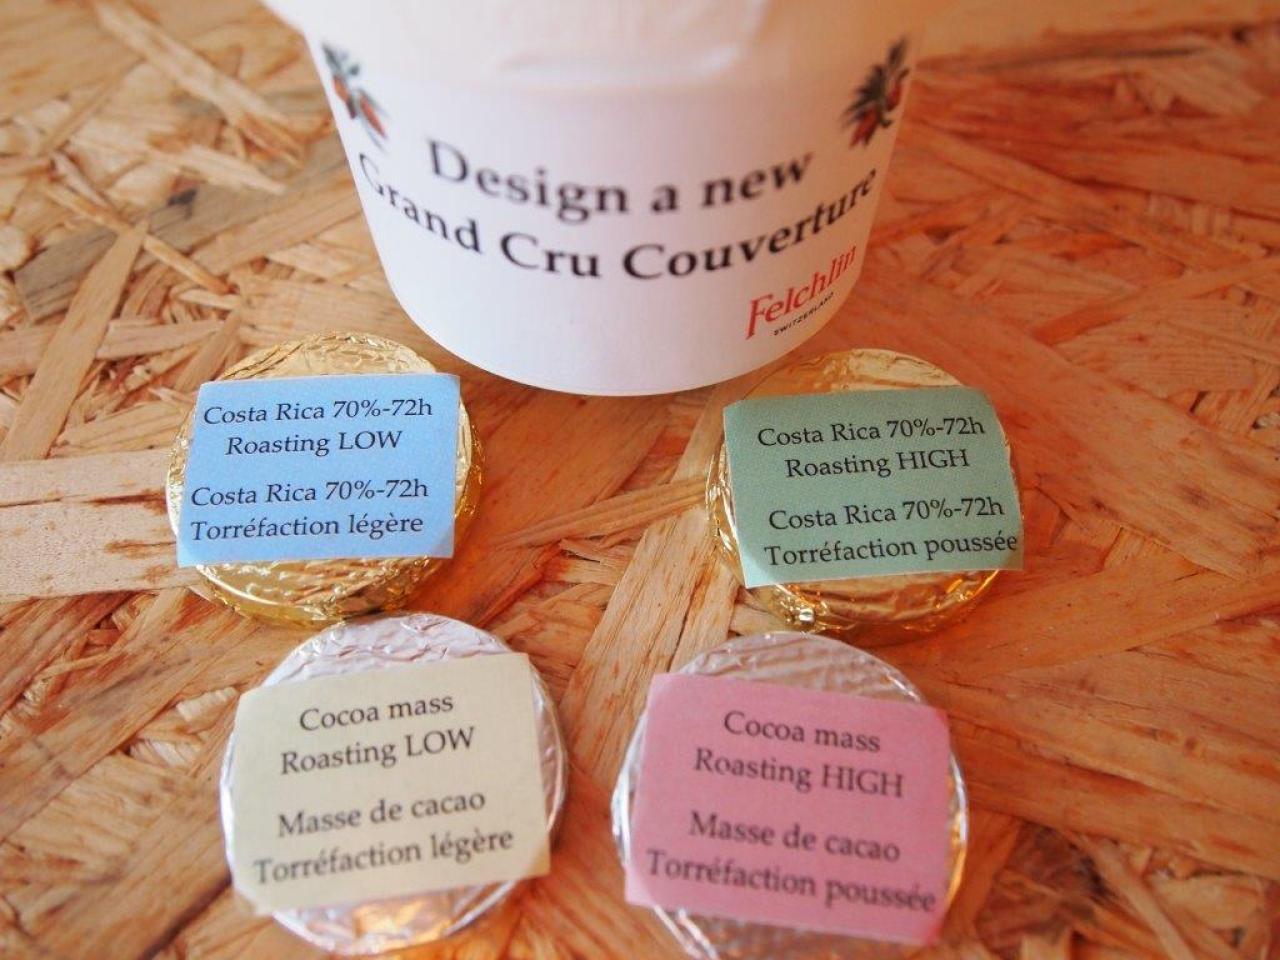 Design a new
Grand Cru Couverture
Felchlin
SWITZERLAND
Costa Rica 70%-72h
Roasting LOW
Costa Rica 70%-72h
Torréfaction légère
Costa Rica 70%-72h
Roasting HIGH
Costa Rica 70%-72h
Torréfaction poussée
Cocoa mass
Roasting LOW
Masse de cacao
Torréfaction légère
Cocoa mass
Roasting HIGH
Masse de cacao
Torréfaction poussée